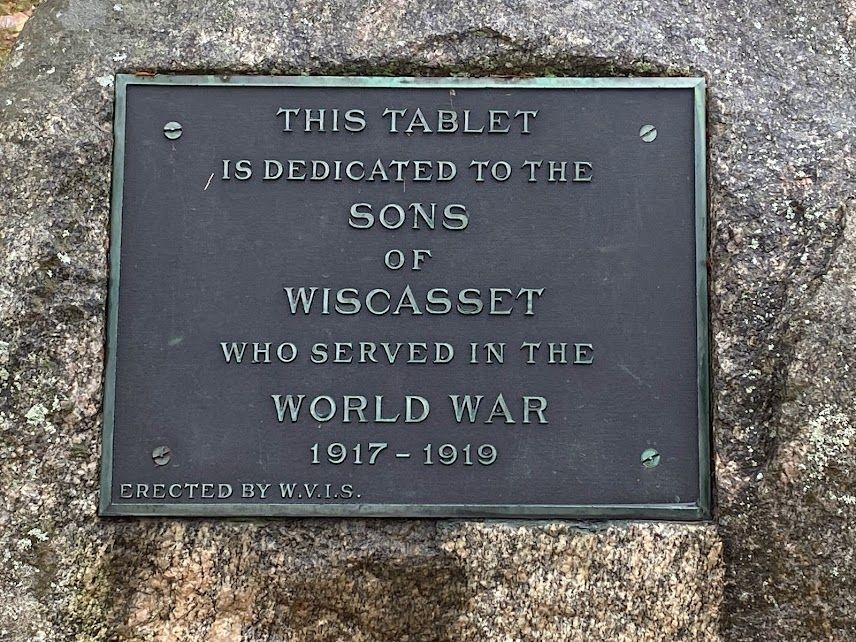 THIS TABLET
IS DEDICATED TO THE
SONS
OF
WISCASSET
WHO SERVED IN THE
WORLD WAR
1917 – 1919
ERECTED BY W.V.I.S.